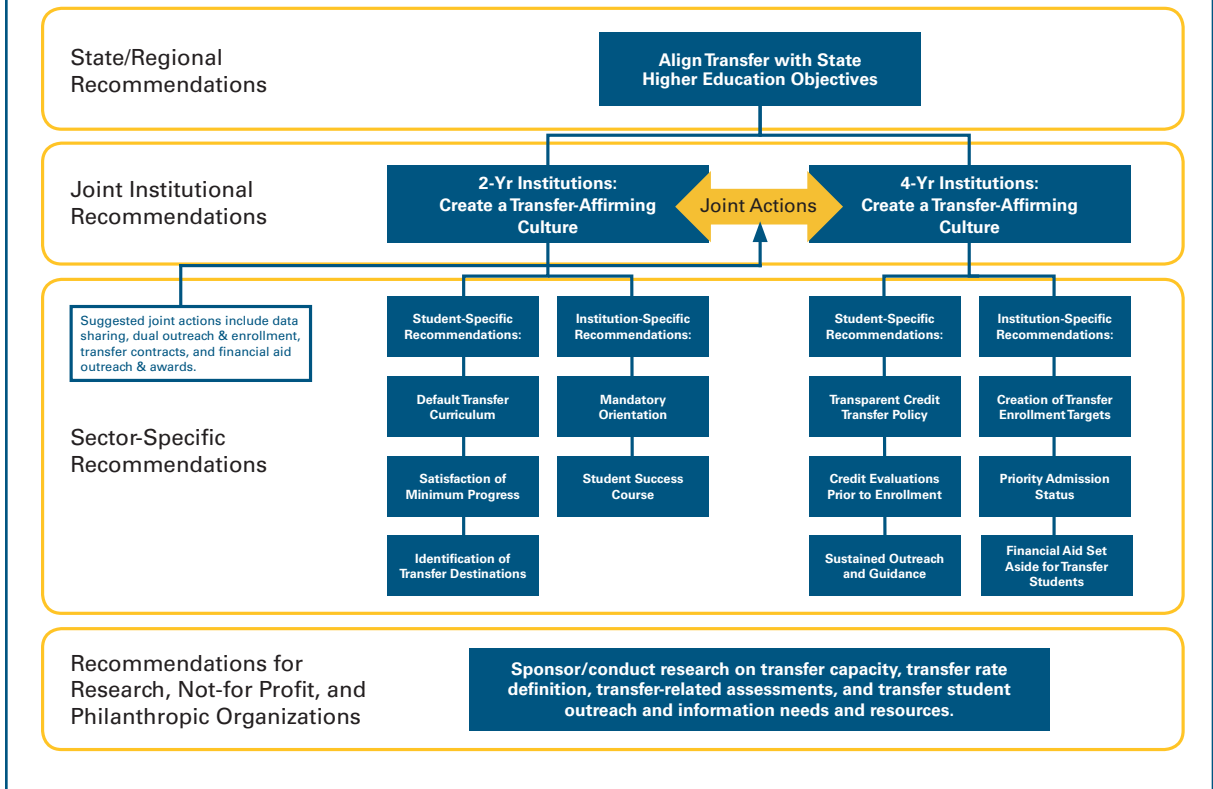 State/Regional
Recommendations
Align Transfer with State
Higher Education Objectives
Joint Institutional
Recommendations
2-Yr Institutions:
Create a Transfer-Affirming
Culture
Joint Actions
4-Yr Institutions:
Create a Transfer-Affirming
Culture
Suggested joint actions include data
sharing, dual outreach & enrollment,
transfer contracts, and financial aid
outreach & awards.
Sector-Specific
Recommendations
Student-Specific
Recommendations:
Default Transfer
Curriculum
Satisfaction of
Minimum Progress
Identification of
Transfer Destinations
Institution-Specific
Recommendations:
Mandatory
Orientation
Student Success
Course
Student-Specific
Recommendations:
Transparent Credit
Transfer Policy
Credit Evaluations
Prior to Enrollment
Sustained Outreach
and Guidance
Institution-Specific
Recommendations:
Creation of Transfer
Enrollment Targets
Priority Admission
Status
Financial Aid Set
Aside for Transfer
Students
Recommendations for
Research, Not-for Profit, and
Philanthropic Organizations
Sponsor/conduct research on transfer capacity, transfer rate
definition, transfer-related assessments, and transfer student
outreach and information needs and resources.